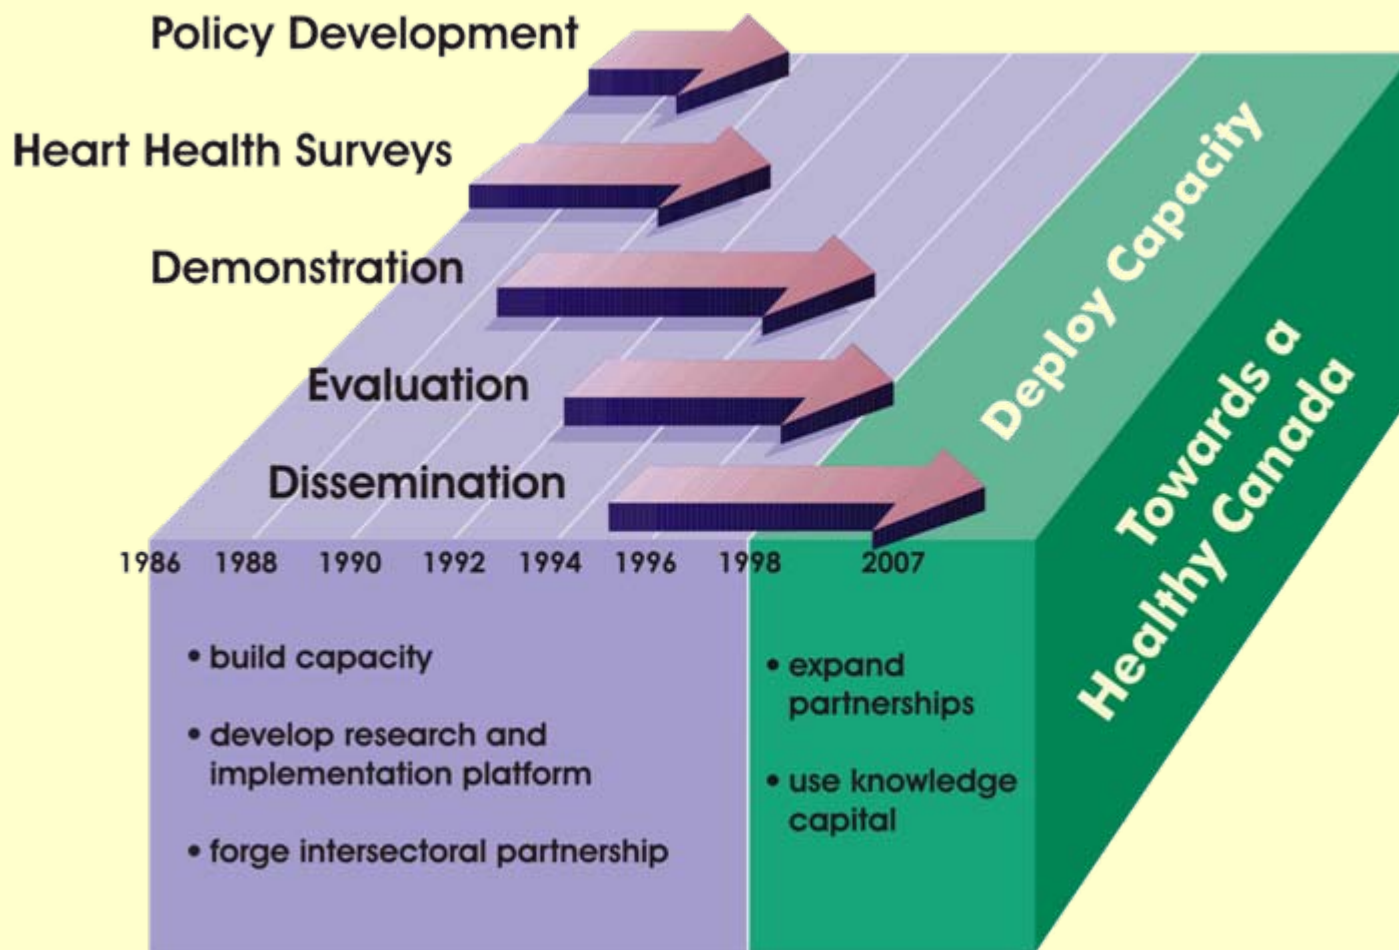 Policy Development
Heart Health Surveys
Demonstration
Evaluation
Dissemination
Deploy Capacity
Towards a
Healthy Canada
1986 1988 1990 1992 1994 1996 1998 2007
• build capacity
• develop research and
implementation platform
• forge intersectoral partnership
• expand
partnerships
• use knowledge
capital